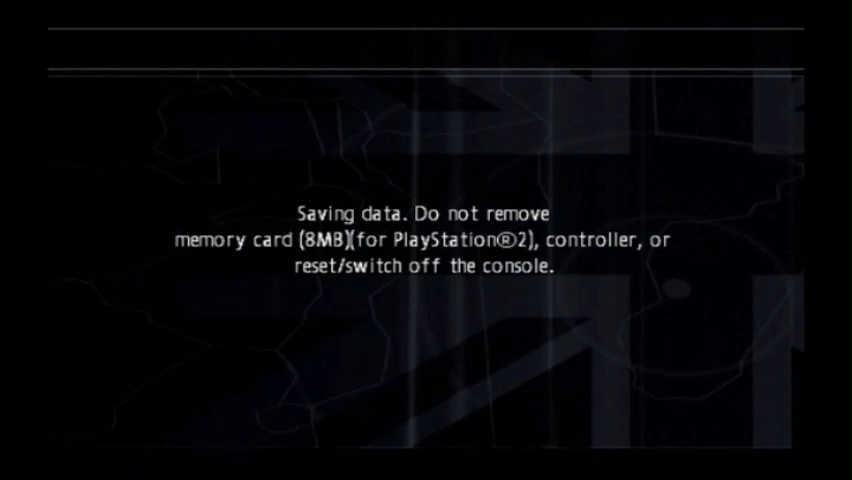 Saving data. Do not remove
memory card (8MB)(for PlayStation®2), controller, or
reset/switch off the console.